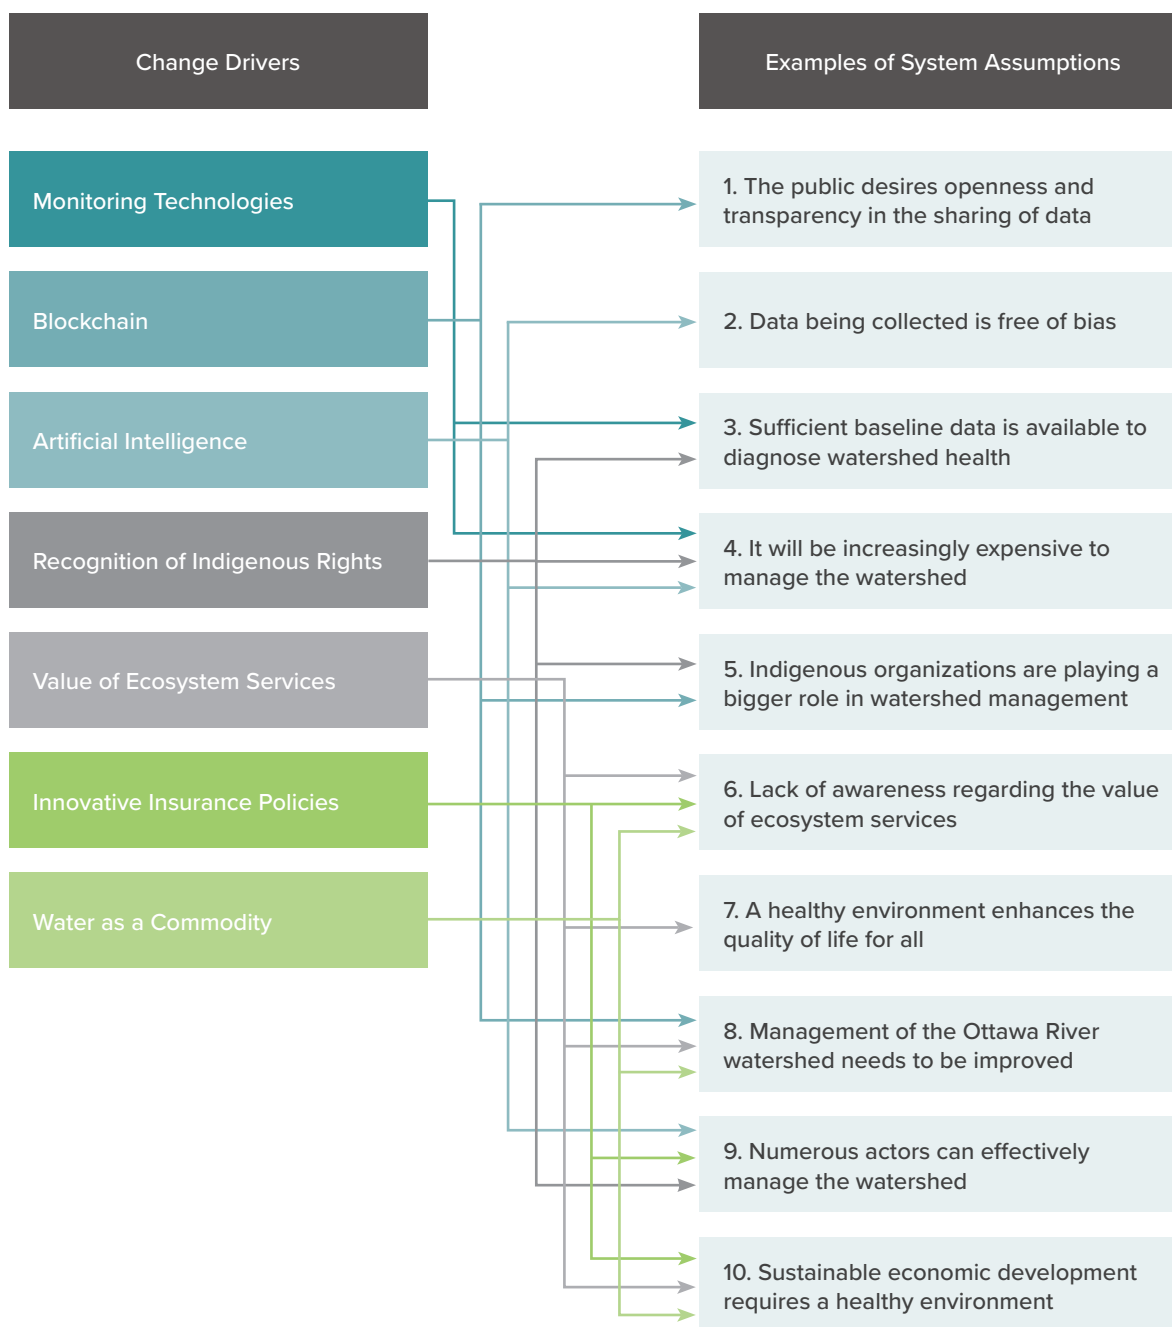 Change Drivers
Examples of System Assumptions
Monitoring Technologies
Blockchain
Artificial Intelligence
Recognition of Indigenous Rights
Value of Ecosystem Services
Innovative Insurance Policies
Water as a Commodity
1. The public desires openness and
transparency in the sharing of data
2. Data being collected is free of bias
3. Sufficient baseline data is available to
diagnose watershed health
4. It will be increasingly expensive to
manage the watershed
5. Indigenous organizations are playing a
bigger role in watershed management
6. Lack of awareness regarding the value
of ecosystem services
7. A healthy environment enhances the
quality of life for all
8. Management of the Ottawa River
watershed needs to be improved
9. Numerous actors can effectively
manage the watershed
10. Sustainable economic development
requires a healthy environment